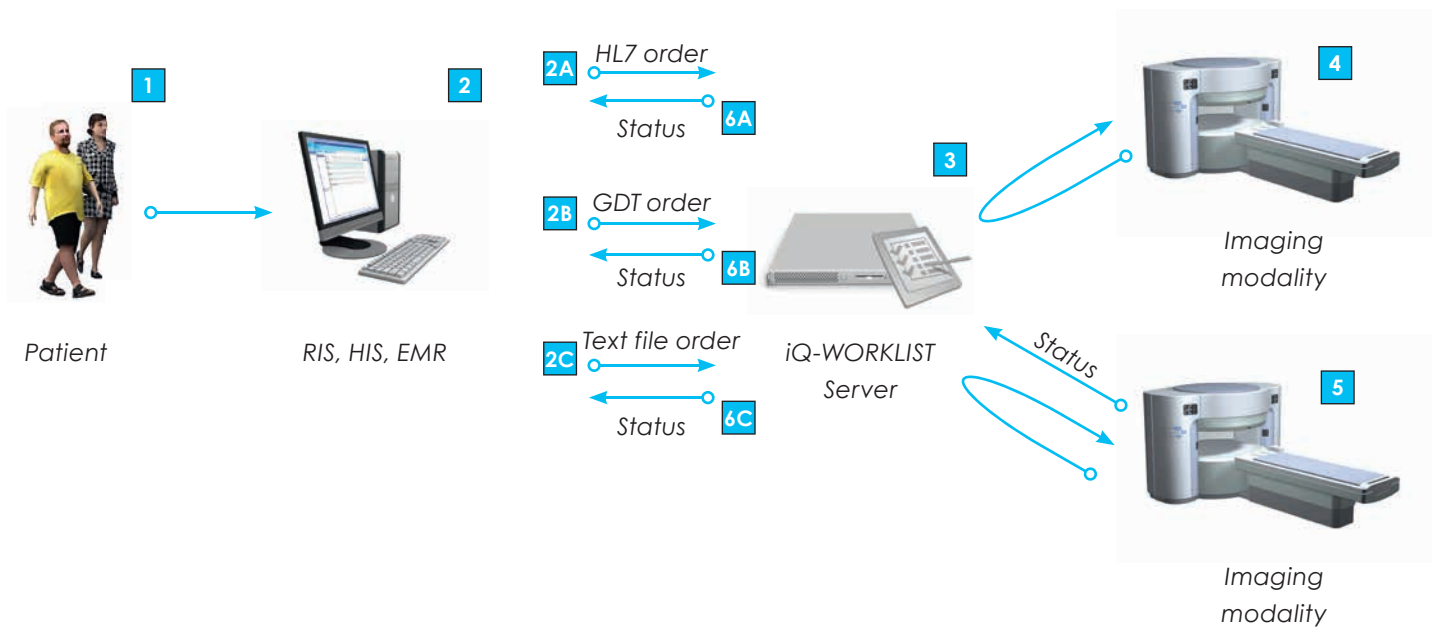 1
2
2A
HL7 order
6A
Status
3
4
2B
GDT order
6B
Status
Imaging
modality
Patient
RIS, HIS, EMR
2C
Text file order
6C
Status
iQ-WORKLIST
Server
Status
5
Imaging
modality